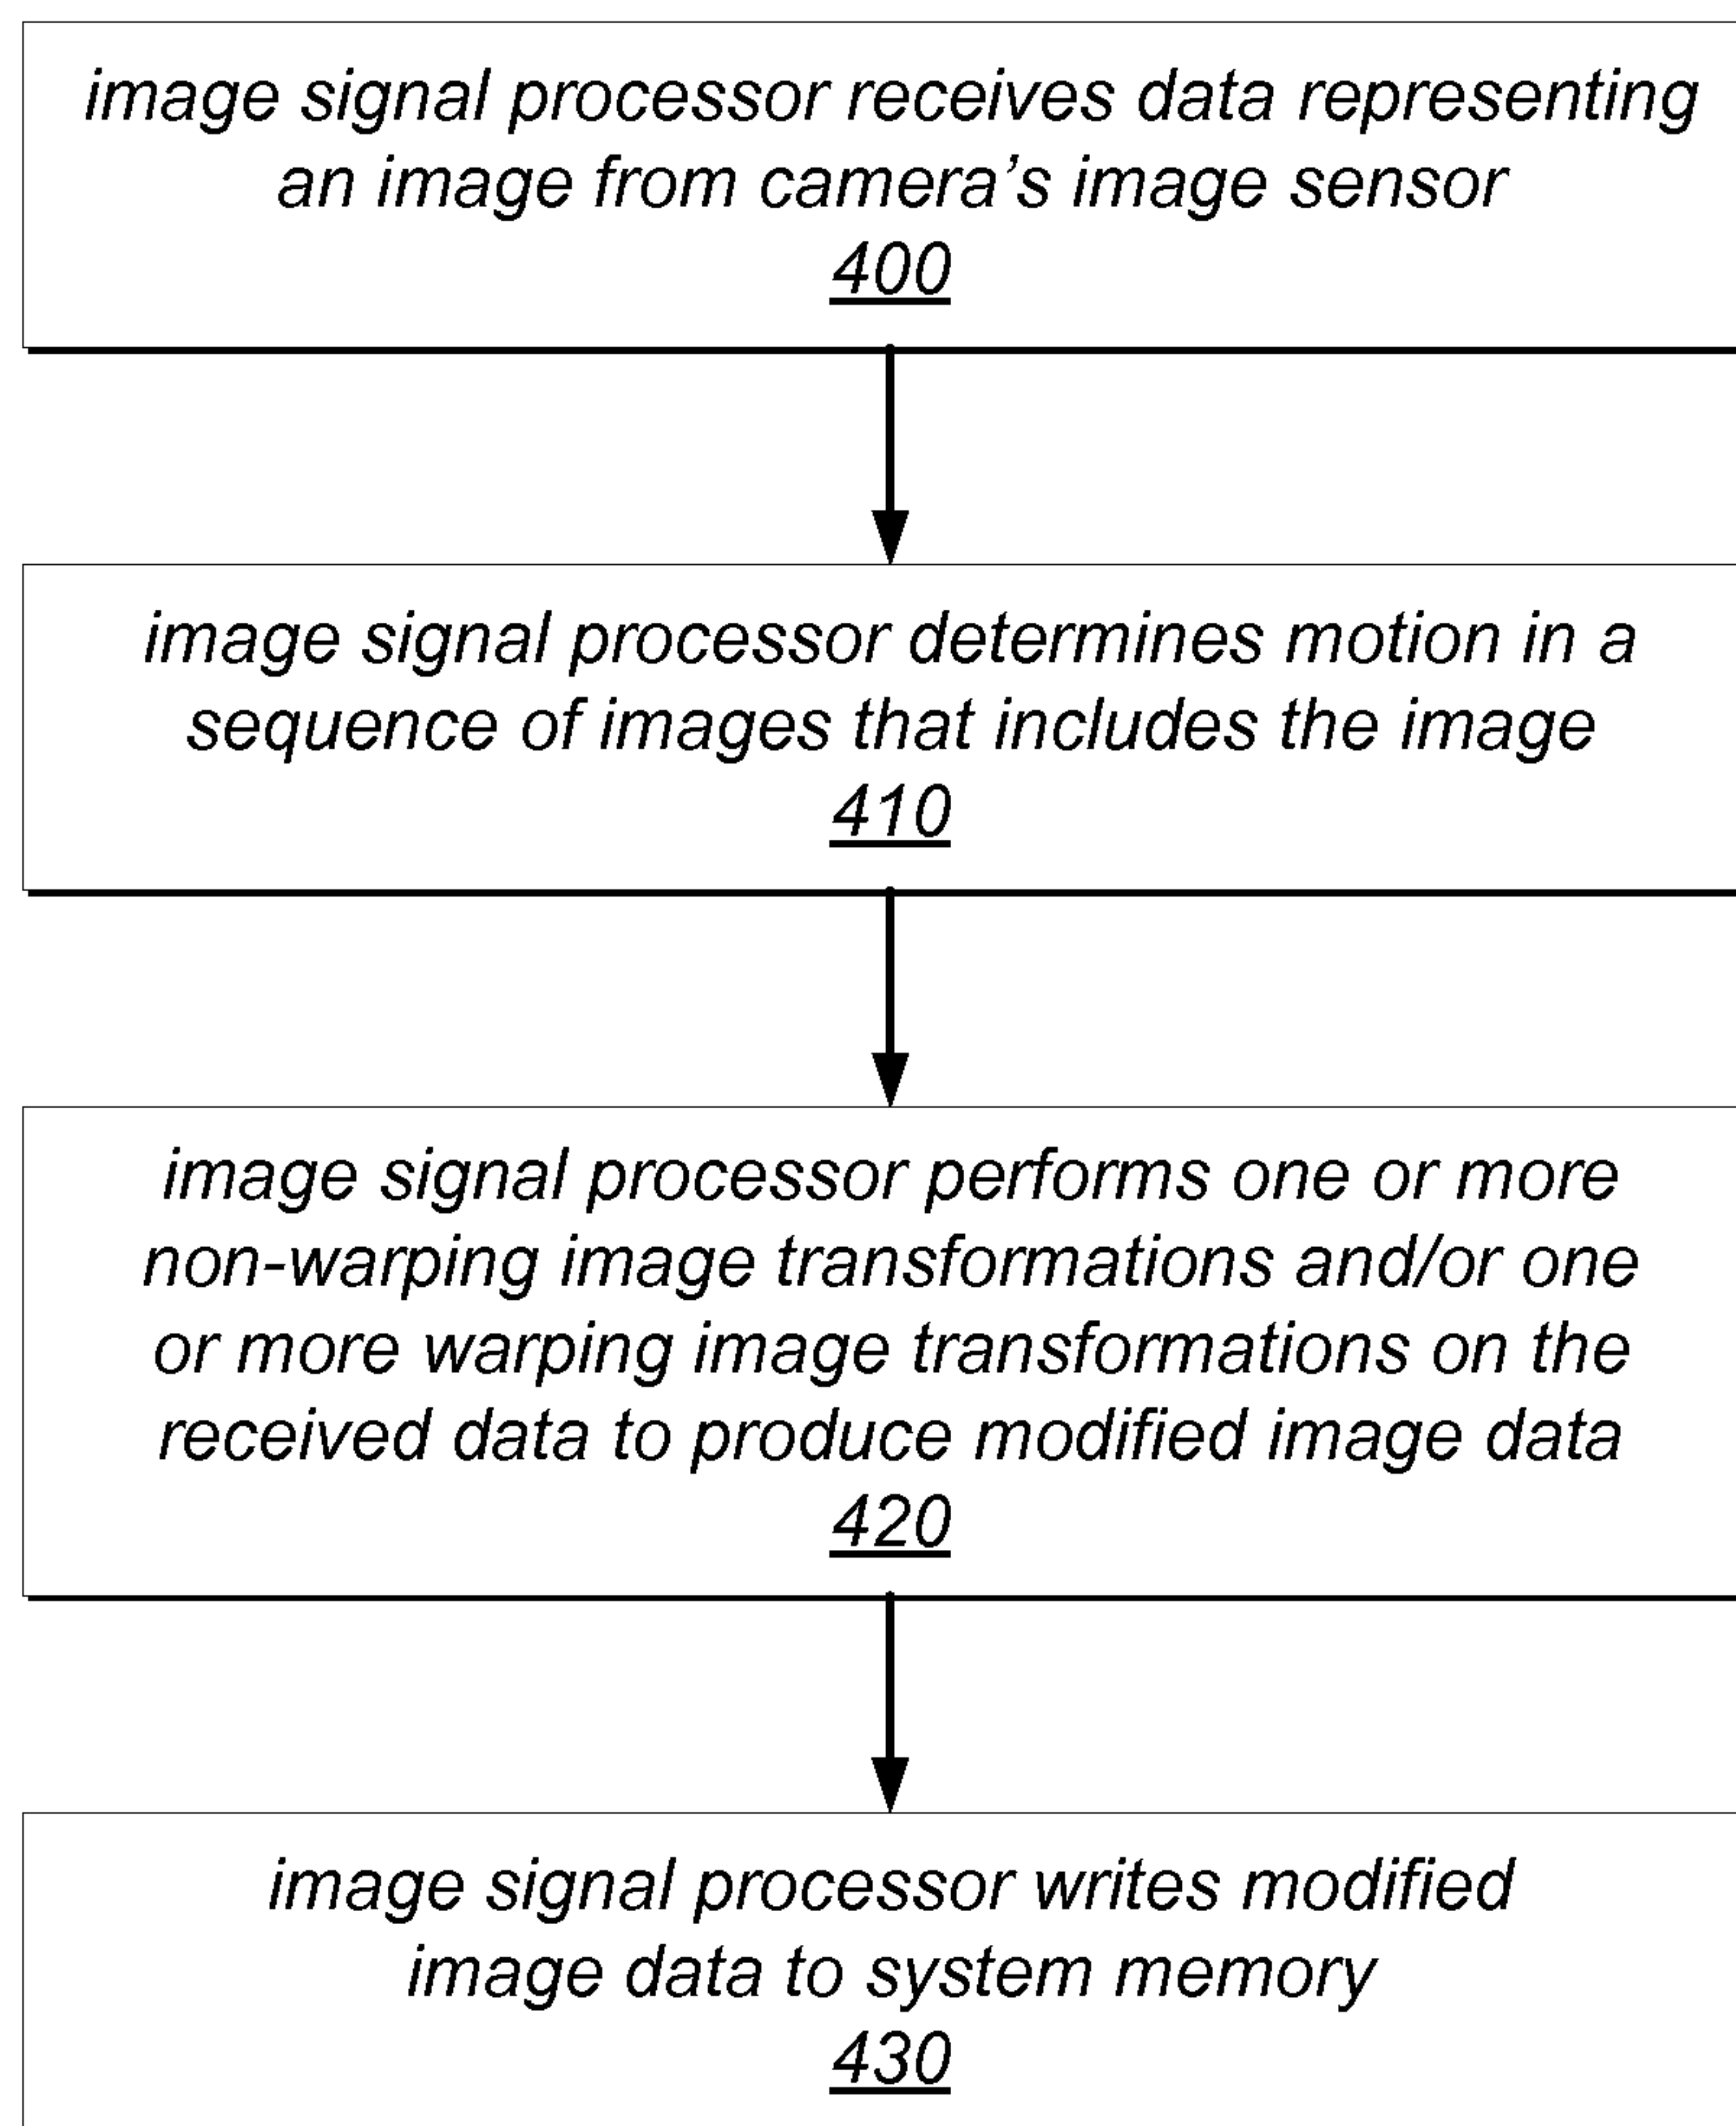 image signal processor receives data representing
an image from camera’s image sensor
400
image signal processor determines motion in a
sequence of images that includes the image
410
image signal processor performs one or more
non-warping image transformations and/or one
or more warping image transformations on the
received data to produce modified image data
420
image signal processor writes modified
image data to system memory
430